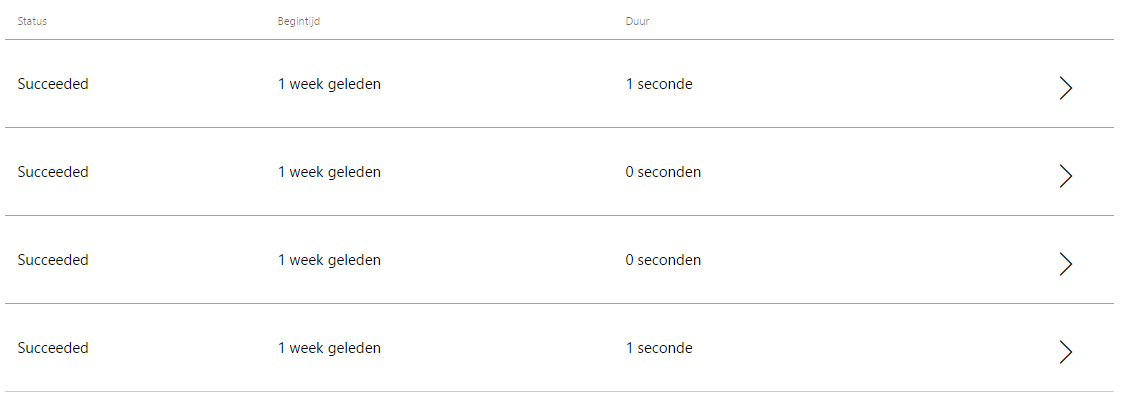 Status Begintijd Duur
Succeeded 1 week geleden 1 seconde
Succeeded 1 week geleden 0 seconden
Succeeded 1 week geleden 0 seconden
Succeeded 1 week geleden 1 seconde